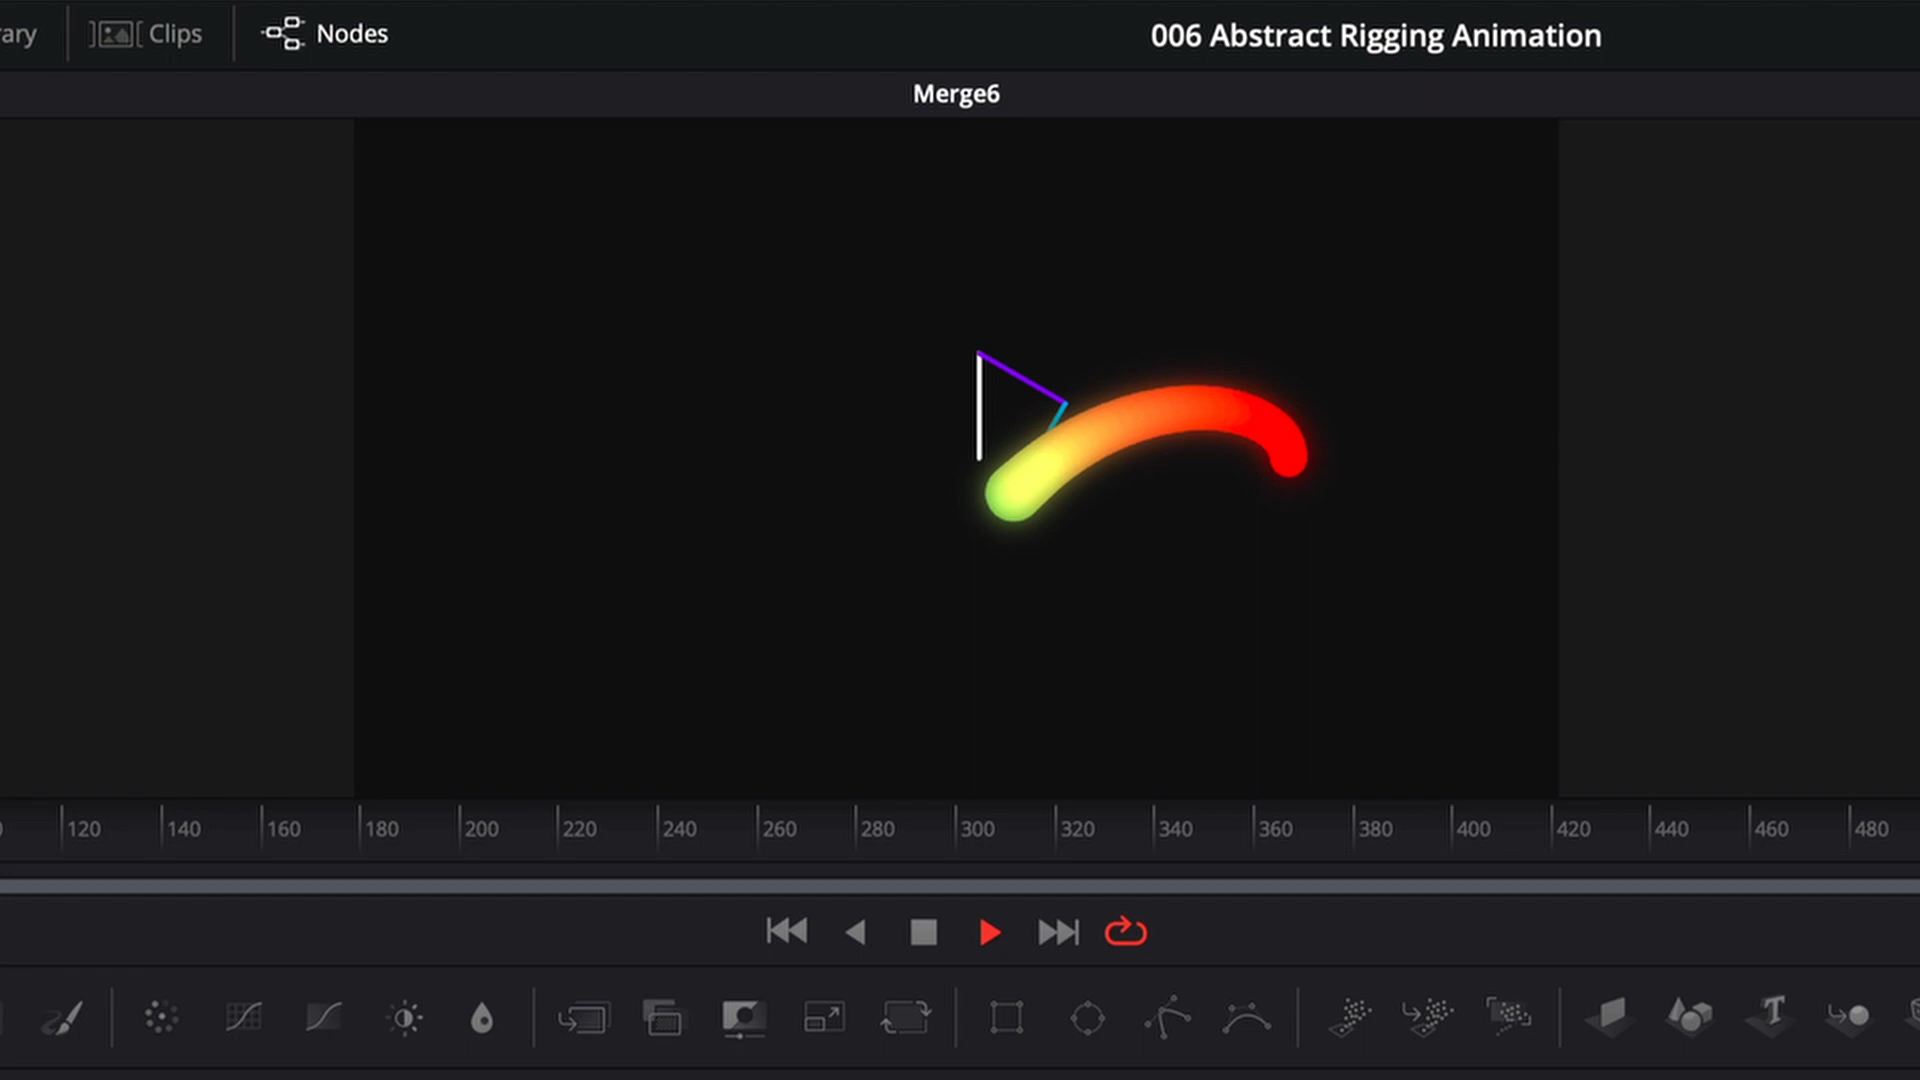 ary
Clips
Nodes
006 Abstract Rigging Animation
Merge6
120 140 160 180 200 220 240 260 280 300 320 340 360 380 400 420 440 460 480
T